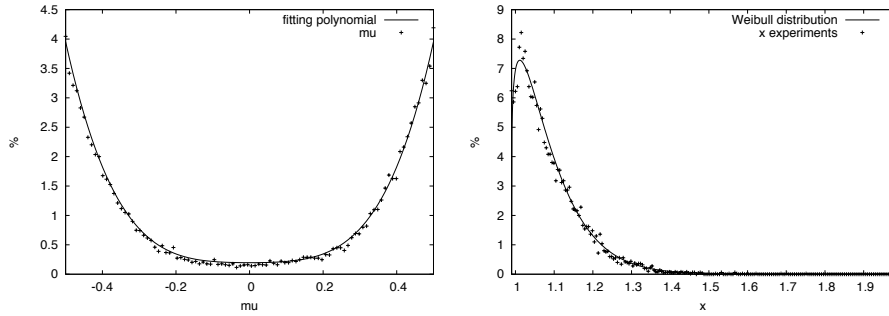 fitting polynomial
mu
4.5
4
3.5
3
2.5
2
1.5
1
0.5
0
%
-0.4 -0.2 0 0.2 0.4
mu
Weibull distribution
x experiments
9
8
7
6
5
4
3
2
1
0
%
1 1.1 1.2 1.3 1.4 1.5 1.6 1.7 1.8 1.9
x